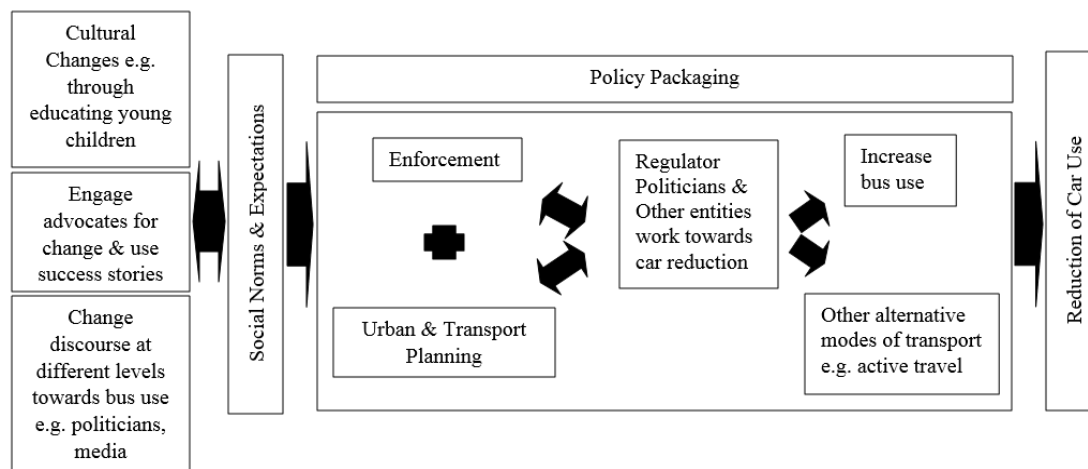 Cultural
Changes e.g.
through
educating young
children
Engage
advocates for
change & use
success stories
Change
discourse at
different levels
towards bus use
e.g. politicians,
media
Social Norms & Expectations
Policy Packaging
Enforcement
Urban & Transport
Planning
Regulator
Politicians &
Other entities
work towards
car reduction
Increase
bus use
Other alternative
modes of transport
e.g. active travel
Reduction of Car Use